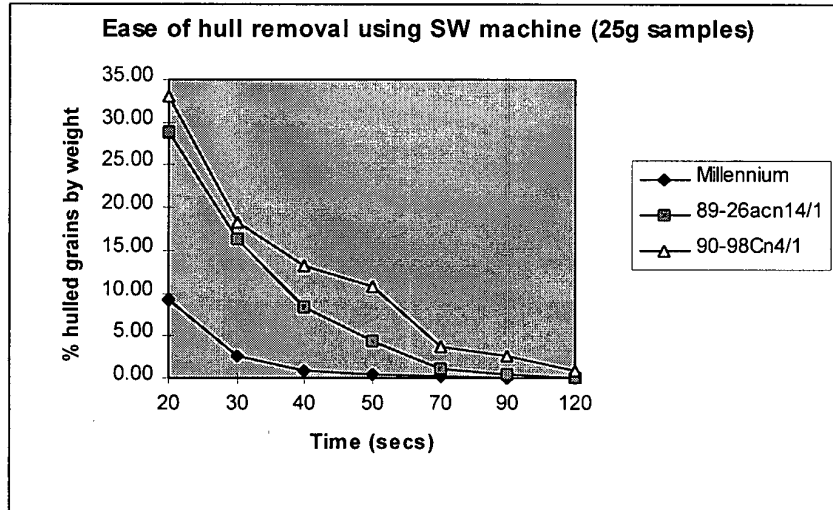 Ease of hull removal using SW machine (25g samples)
% hulled grains by weight
35.00
30.00
25.00
20.00
15.00
10.00
5.00
0.00
20 30 40 50 70 90 120
Time (secs)
Millennium
89-26acn14/1
90-98Cn4/1